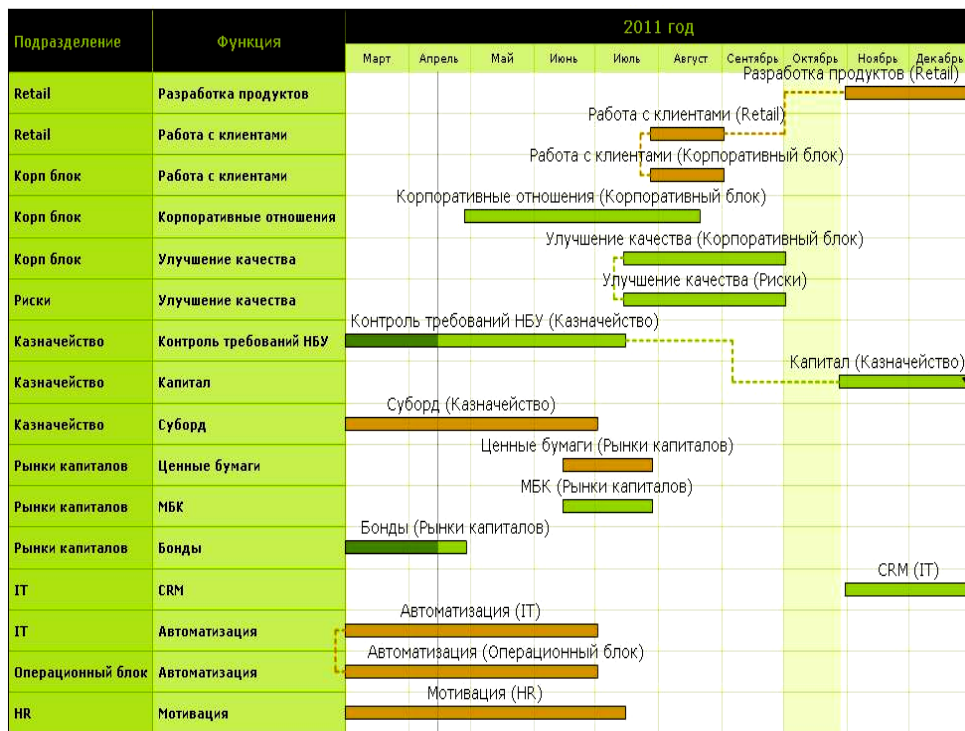 Подразделение Функция 2011 год
Март Апрель Май Июнь Июль Август Сентябрь Октябрь Ноябрь Декабрь
Разработка продуктов (Retail)
Retail Разработка продуктов
Работа с клиентами (Retail)
Retail Работа с клиентами
Работа с клиентами (Корпоративный блок)
Корп блок Работа с клиентами
Корпоративные отношения (Корпоративный блок)
Корп блок Корпоративные отношения
Улучшение качества (Корпоративный блок)
Корп блок Улучшение качества
Улучшение качества (Риски)
Риски Улучшение качества
Контроль требований НБУ (Казначейство)
Казначейство Контроль требований НБУ
Капитал (Казначейство)
Казначейство Капитал
Суборд (Казначейство)
Казначейство Суборд
Ценные бумаги (Рынки капиталов)
Рынки капиталов Ценные бумаги
МБК (Рынки капиталов)
Рынки капиталов МБК
Бонды (Рынки капиталов)
Рынки капиталов Бонды
CRM (IT)
IT CRM
Автоматизация (IT)
IT Автоматизация
Автоматизация (Операционный блок)
Операционный блок Автоматизация
Мотивация (HR)
HR Мотивация